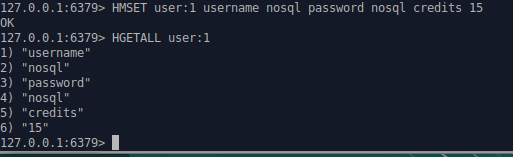 127.0.0.1:6379> HMSET user:1 username nosql password nosql credits 15
OK
127.0.0.1:6379> HGETALL user:1
1) "username"
2) "nosql"
3) "password"
4) "nosql"
5) "credits"
6) "15"
127.0.0.1:6379>